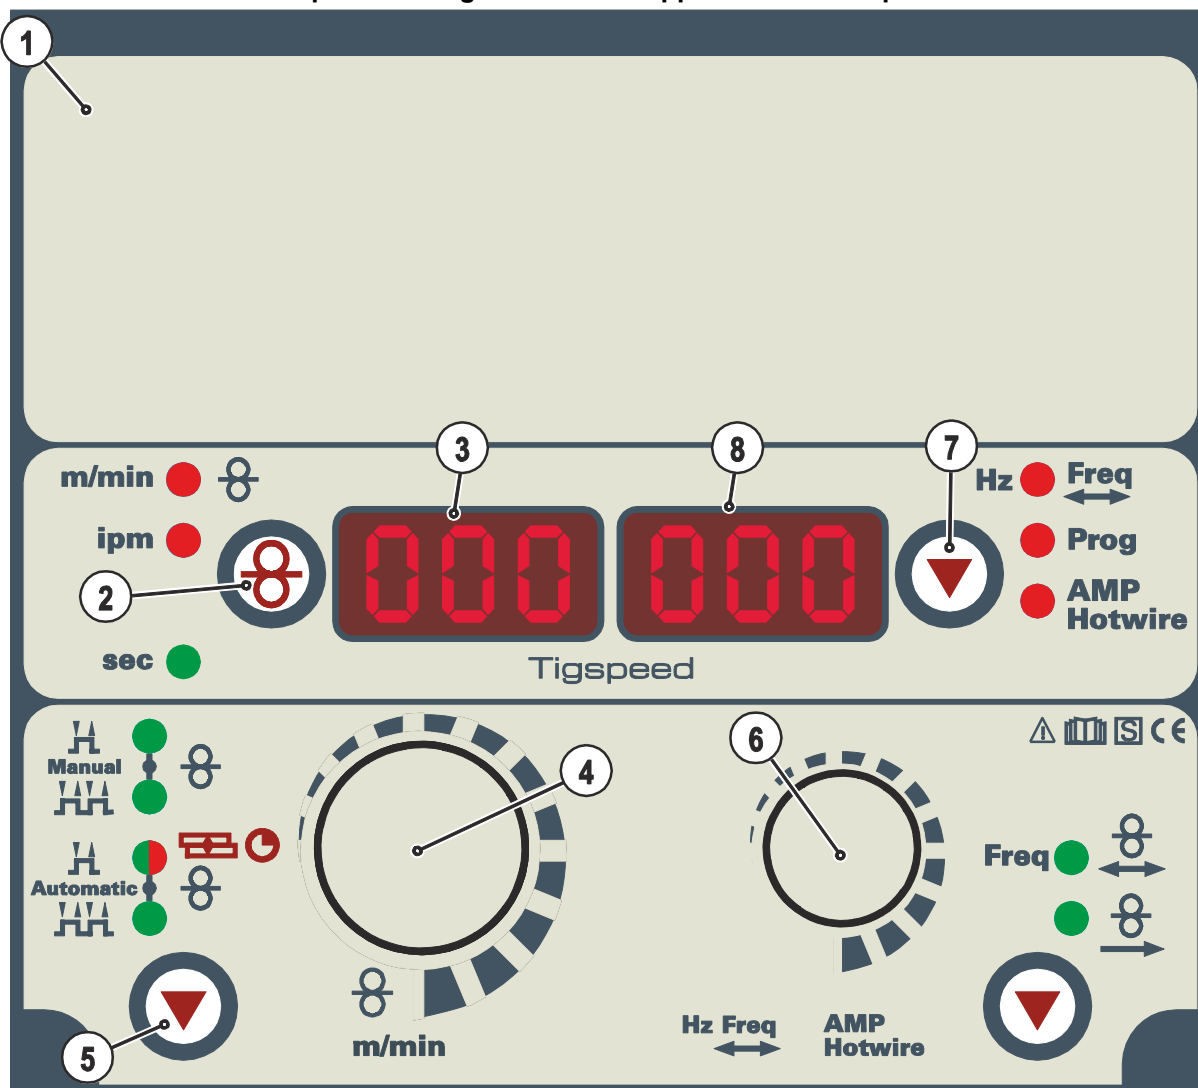 1
3
8
7
m/min
Hz
Freq
ipm
000
000
Prog
2
AMP
Hotwire
sec
Tigspeed
6
Manual
4
Automatic
Freq
5
m/min
Hz Freq
AMP
Hotwire
S CE